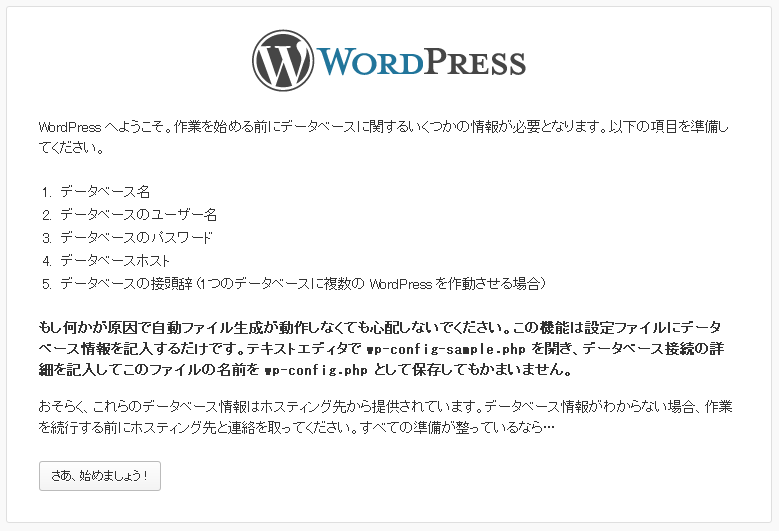 WORDPRESS
WordPress へようこそ。作業を始める前にデータベースに関するいくつかの情報が必要となります。以下の項目を準備し
てください。
1. データベース名
2. データベースのユーザー名
3. データベースのパスワード
4. データベースホスト
5. データベースの接頭辞 (1つのデータベースに複数の WordPress を作動させる場合)
もし何かが原因で自動ファイル生成が動作しなくても心配しないでください。この機能は設定ファイルにデータ
ベース情報を記入するだけです。テキストエディタで wp-config-sample.php を開き、データベース接続の詳
細を記入してこのファイルの名前を wp-config.php として保存してもかまいません。
おそらく、これらのデータベース情報はホスティング先から提供されています。データベース情報がわからない場合、作業
を続行する前にホスティング先と連絡を取ってください。すべての準備が整っているなら…
さあ、始めましょう!